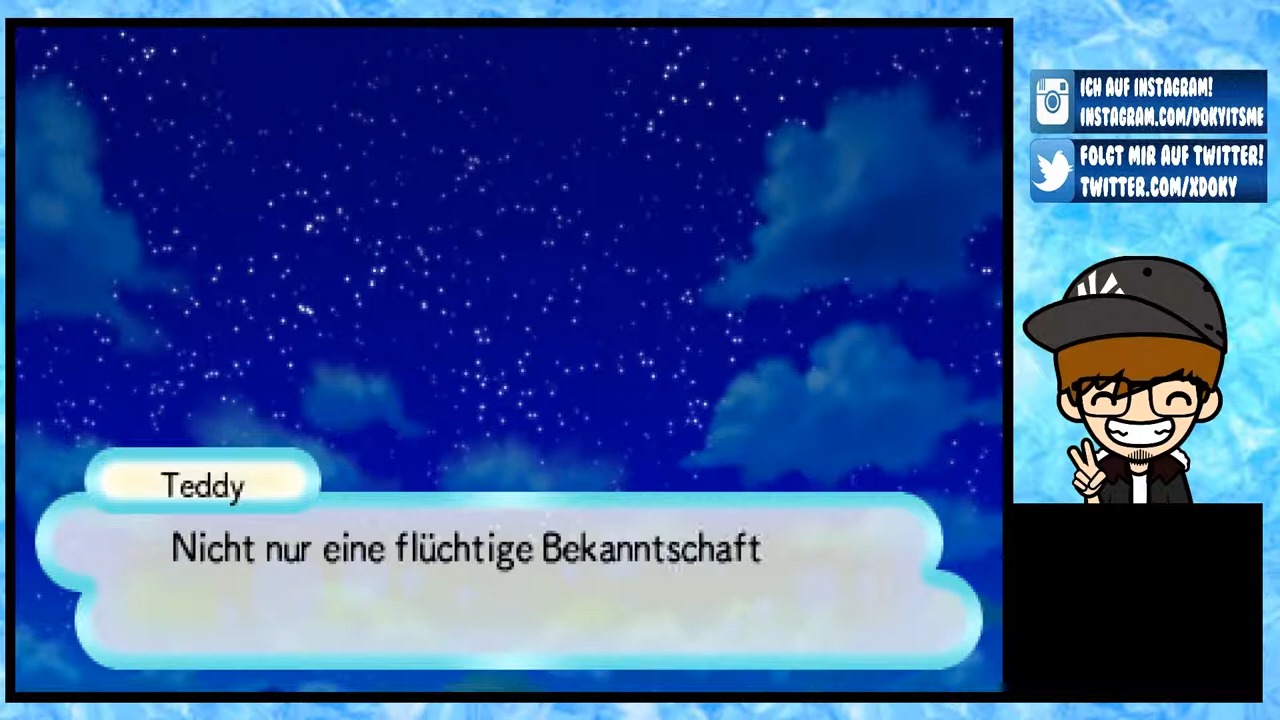 ICH AUF INSTAGRAM!
INSTAGRAM.COM/DOKYITSME
FOLGT MIR AUF TWITTER!
TWITTER.COM/XDOKY
Teddy
Nicht nur eine flüchtige Bekanntschaft